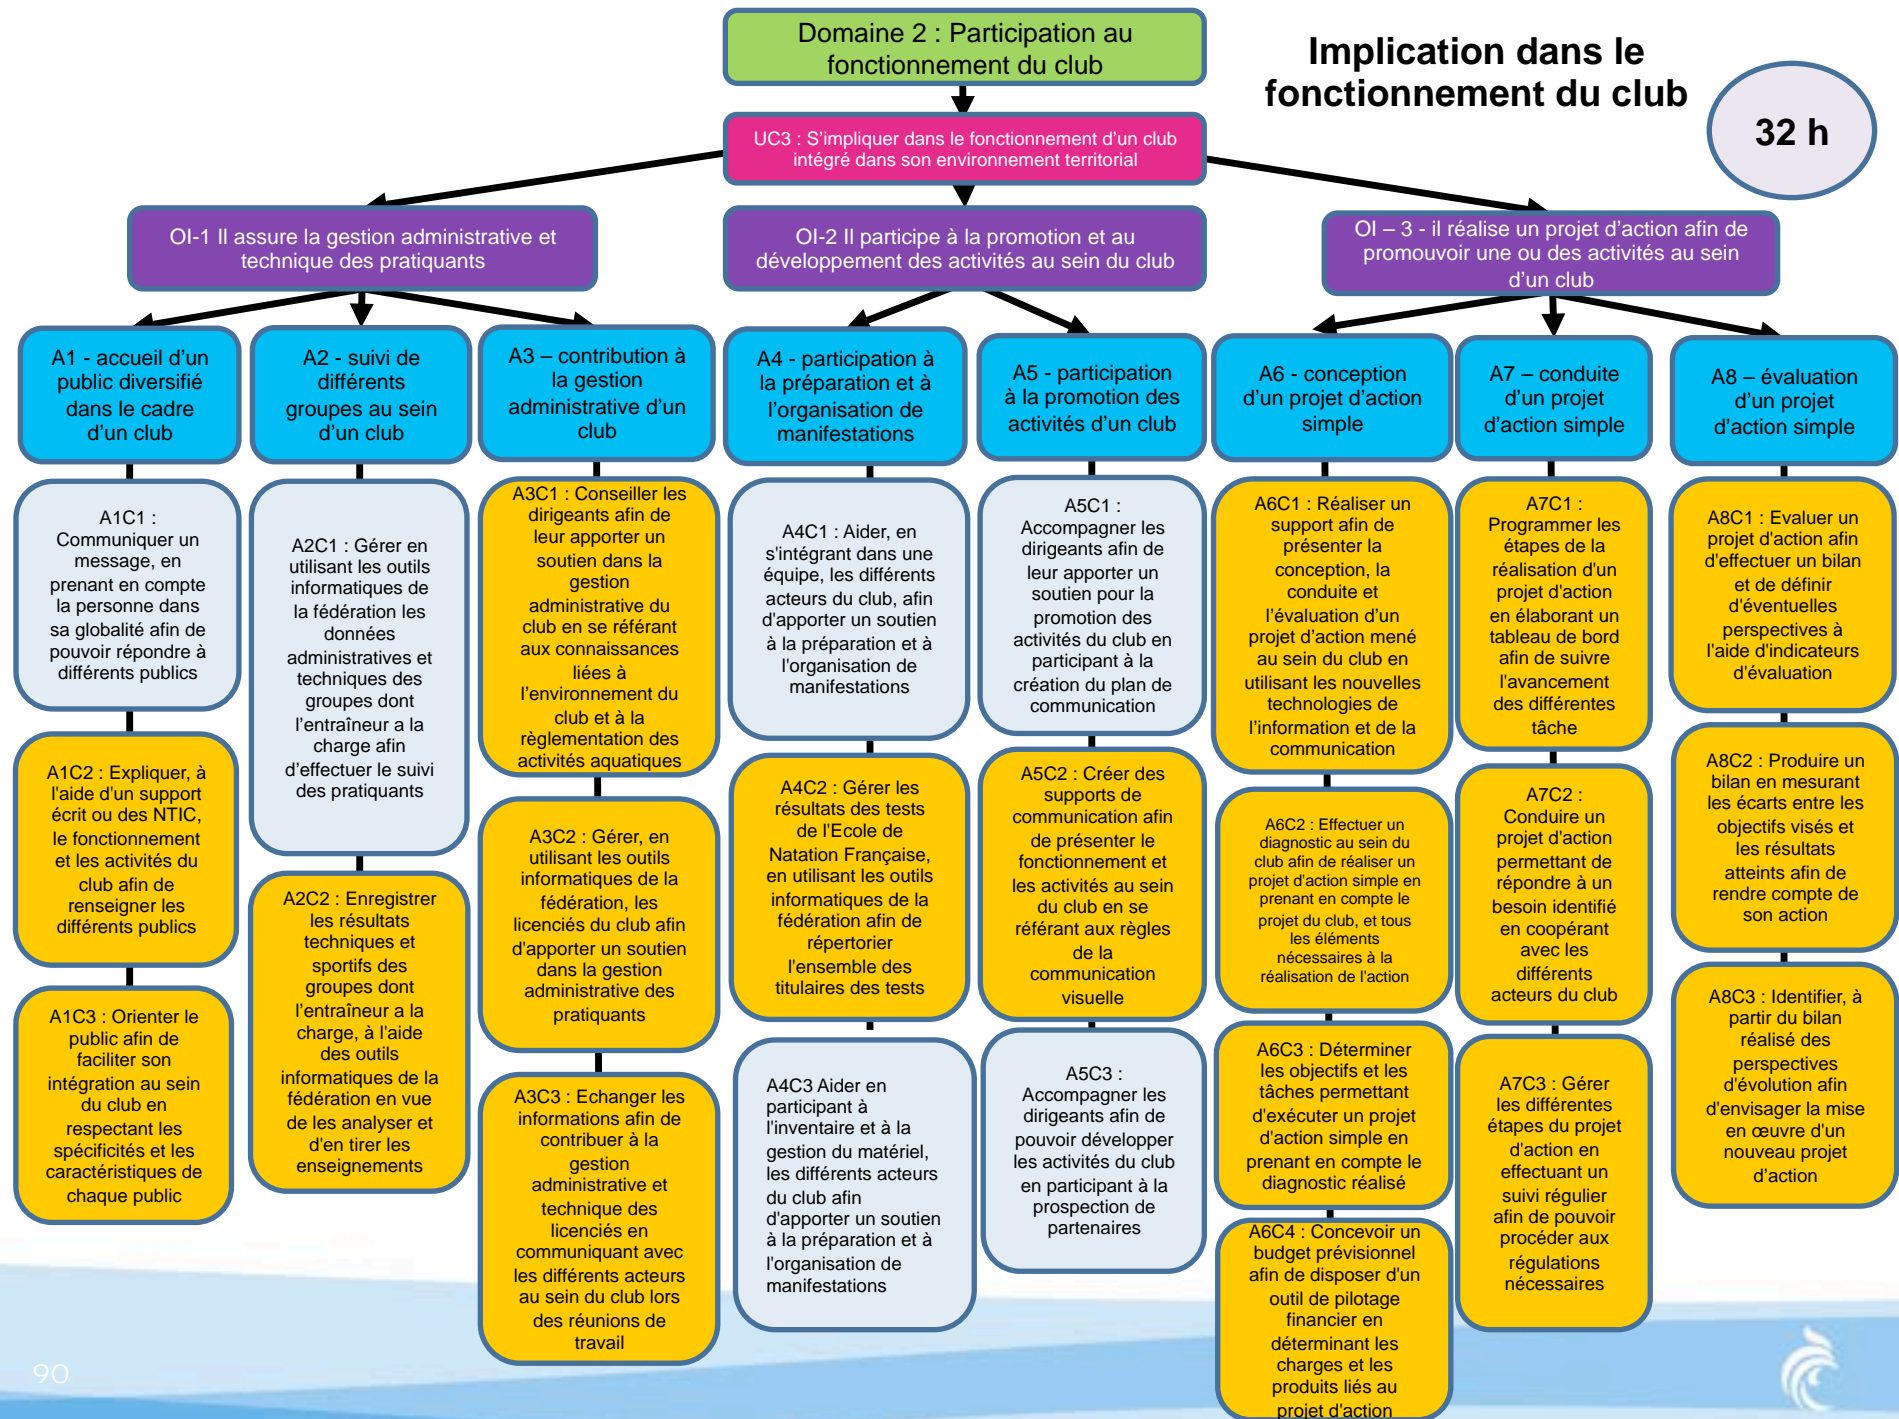 Domaine 2 : Participation au
fonctionnement du club
Implication dans le
fonctionnement du club
32 h
UC3 : S'impliquer dans le fonctionnement d'un club
intégré dans son environnement territorial
OI-1 Il assure la gestion administrative et
technique des pratiquants
OI-2 Il participe à la promotion et au
développement des activités au sein du club
OI – 3 - il réalise un projet d'action afin de
promouvoir une ou des activités au sein
d'un club
A1 - accueil d'un
public diversifié
dans le cadre
d'un club
A2 - suivi de
différents
groupes au sein
d'un club
A3 – contribution à
la gestion
administrative d'un
club
A4 - participation à
la préparation et à
l'organisation de
manifestations
A5 - participation
à la promotion des
activités d'un club
A6 - conception
d'un projet d'action
simple
A7 – conduite
d'un projet
d'action simple
A8 – évaluation
d'un projet
d'action simple
A1C1 :
Communiquer un
message, en
prenant en compte
la personne dans
sa globalité afin de
pouvoir répondre à
différents publics
A1C2 : Expliquer, à
l'aide d'un support
écrit ou des NTIC,
le fonctionnement
et les activités du
club afin de
renseigner les
différents publics
A1C3 : Orienter le
public afin de
faciliter son
intégration au sein
du club en
respectant les
spécificités et les
caractéristiques de
chaque public
A2C1 : Gérer en
utilisant les outils
informatiques de
la fédération les
données
administratives et
techniques des
groupes dont
l'entraîneur a la
charge afin
d'effectuer le suivi
des pratiquants
A2C2 : Enregistrer
les résultats
techniques et
sportifs des
groupes dont
l'entraîneur a la
charge, à l'aide
des outils
informatiques de la
fédération en vue
de les analyser et
d'en tirer les
enseignements
A3C1 : Conseiller les
dirigeants afin de
leur apporter un
soutien dans la
gestion
administrative du
club en se référant
aux connaissances
liées à
l'environnement du
club et à la
règlementation des
activités aquatiques
A3C2 : Gérer, en
utilisant les outils
informatiques de la
fédération, les
licenciés du club afin
d'apporter un soutien
dans la gestion
administrative des
pratiquants
A3C3 : Echanger les
informations afin de
contribuer à la
gestion
administrative et
technique des
licenciés en
communiquant avec
les différents acteurs
au sein du club lors
des réunions de
travail
A4C1 : Aider, en
s'intégrant dans une
équipe, les différents
acteurs du club, afin
d'apporter un soutien
à la préparation et à
l'organisation de
manifestations
A4C2 : Gérer les
résultats des tests
de l'Ecole de
Natation Française,
en utilisant les outils
informatiques de la
fédération afin de
répertorier
l'ensemble des
titulaires des tests
A4C3 Aider en
participant à
l'inventaire et à la
gestion du matériel,
les différents acteurs
du club afin
d'apporter un soutien
à la préparation et à
l'organisation de
manifestations
A5C1 :
Accompagner les
dirigeants afin de
leur apporter un
soutien pour la
promotion des
activités du club en
participant à la
création du plan de
communication
A5C2 : Créer des
supports de
communication afin
de présenter le
fonctionnement et
les activités au sein
du club en se
référant aux règles
de la
communication
visuelle
A5C3 :
Accompagner les
dirigeants afin de
pouvoir développer
les activités du club
en participant à la
prospection de
partenaires
A6C1 : Réaliser un
support afin de
présenter la
conception, la
conduite et
l'évaluation d'un
projet d'action mené
au sein du club en
utilisant les nouvelles
technologies de
l'information et de la
communication
A6C2 : Effectuer un
diagnostic au sein du
club afin de réaliser un
projet d'action simple en
prenant en compte le
projet du club, et tous
les éléments
nécessaires à la
réalisation de l'action
A6C3 : Déterminer
les objectifs et les
tâches permettant
d'exécuter un projet
d'action simple en
prenant en compte le
diagnostic réalisé
A6C4 : Concevoir un
budget prévisionnel
afin de disposer d'un
outil de pilotage
financier en
déterminant les
charges et les
produits liés au
projet d'action
A7C1 :
Programmer les
étapes de la
réalisation d'un
projet d'action
en élaborant un
tableau de bord
afin de suivre
l'avancement
des différentes
tâche
A7C2 :
Conduire un
projet d'action
permettant de
répondre à un
besoin identifié
en coopérant
avec les
différents
acteurs du club
A7C3 : Gérer
les différentes
étapes du projet
d'action en
effectuant un
suivi régulier
afin de pouvoir
procéder aux
régulations
nécessaires
A8C1 : Evaluer un
projet d'action afin
d'effectuer un bilan
et de définir
d'éventuelles
perspectives à
l'aide d'indicateurs
d'évaluation
A8C2 : Produire un
bilan en mesurant
les écarts entre les
objectifs visés et
les résultats
atteints afin de
rendre compte de
son action
A8C3 : Identifier, à
partir du bilan
réalisé des
perspectives
d'évolution afin
d'envisager la mise
en œuvre d'un
nouveau projet
d'action
90